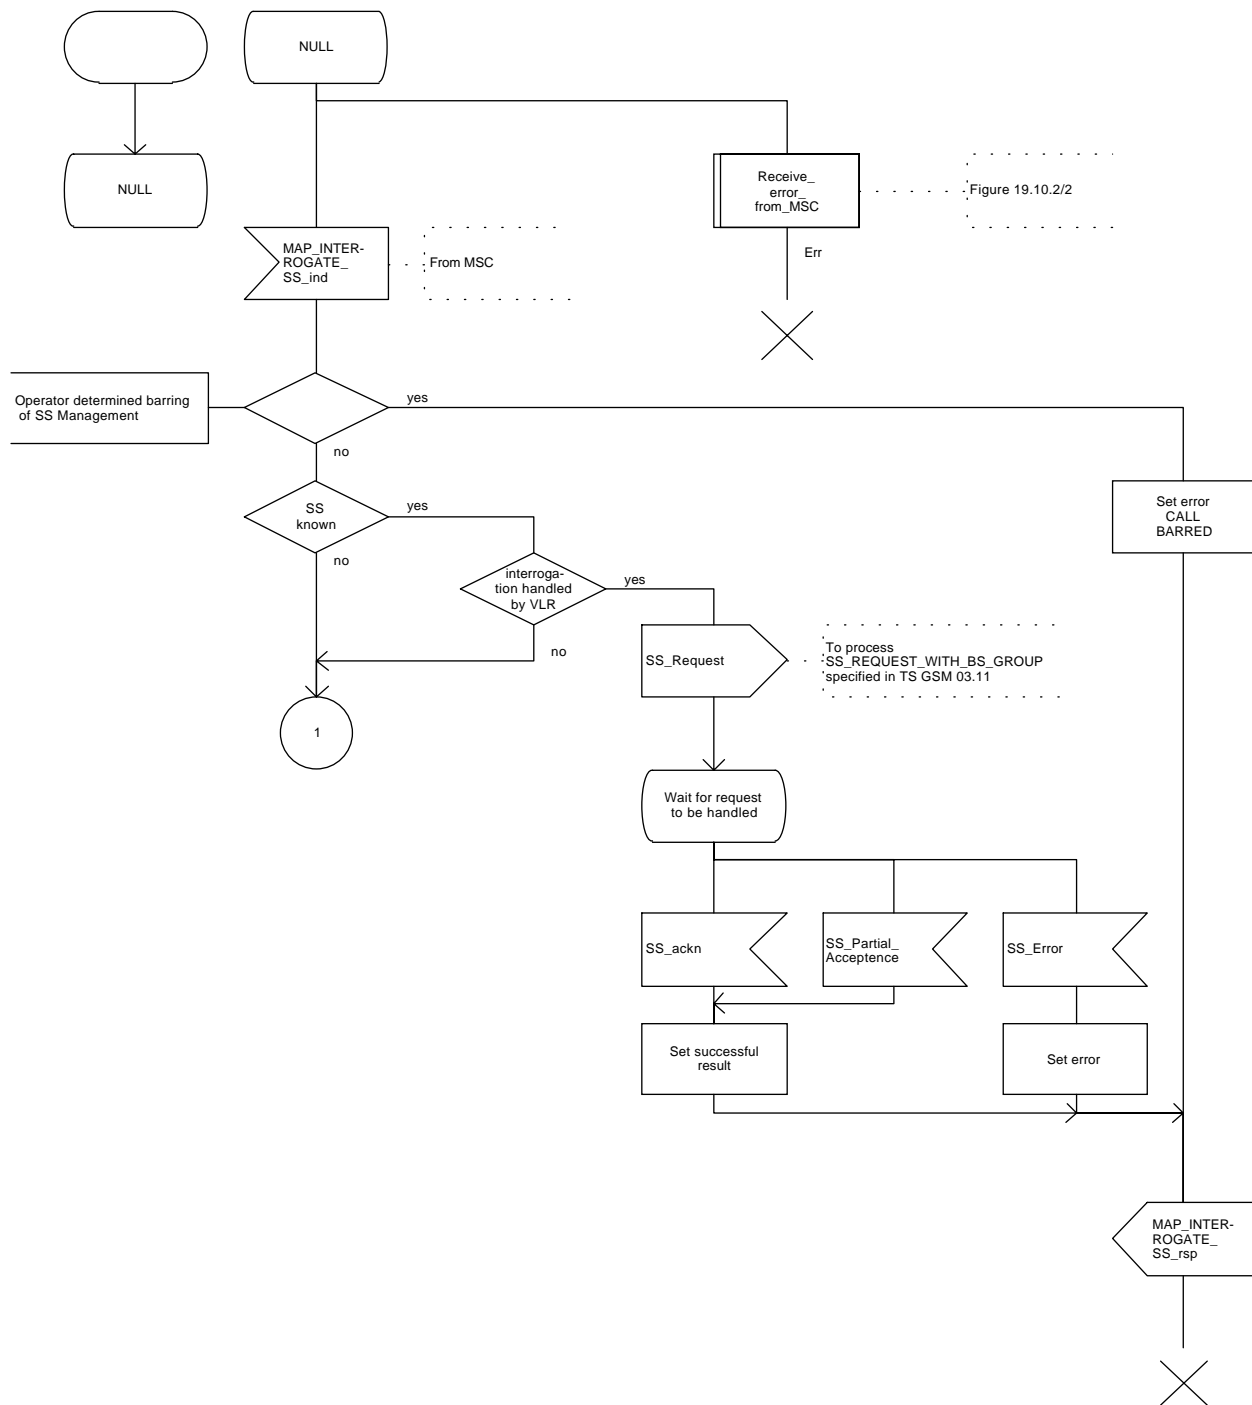 NULL
NULL
Receive_
error_
from_MSC
Figure 19.10.2/2
MAP_INTER-
ROGATE_
SS_ind
From MSC
Err
Operator determined barring
of SS Management
yes
no
SS
known
yes
no
Set error
CALL
BARRED
interroga-
tion handled
by VLR
yes
no
SS_Request
To process
SS_REQUEST_WITH_BS_GROUP
specified in TS GSM 03.11
1
Wait for request
to be handled
SS_ackn
SS_Partial_
Acceptence
SS_Error
Set successful
result
Set error
MAP_INTER-
ROGATE_
SS_rsp